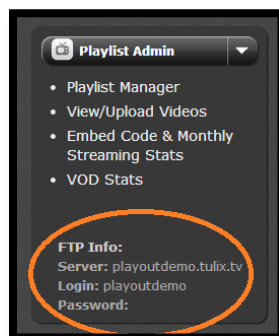 Playlist Admin
• Playlist Manager
• View/Upload Videos
• Embed Code & Monthly
Streaming Stats
• VOD Stats
FTP Info:
Server: playoutdemo.tulix.tv
Login: playoutdemo
Password: